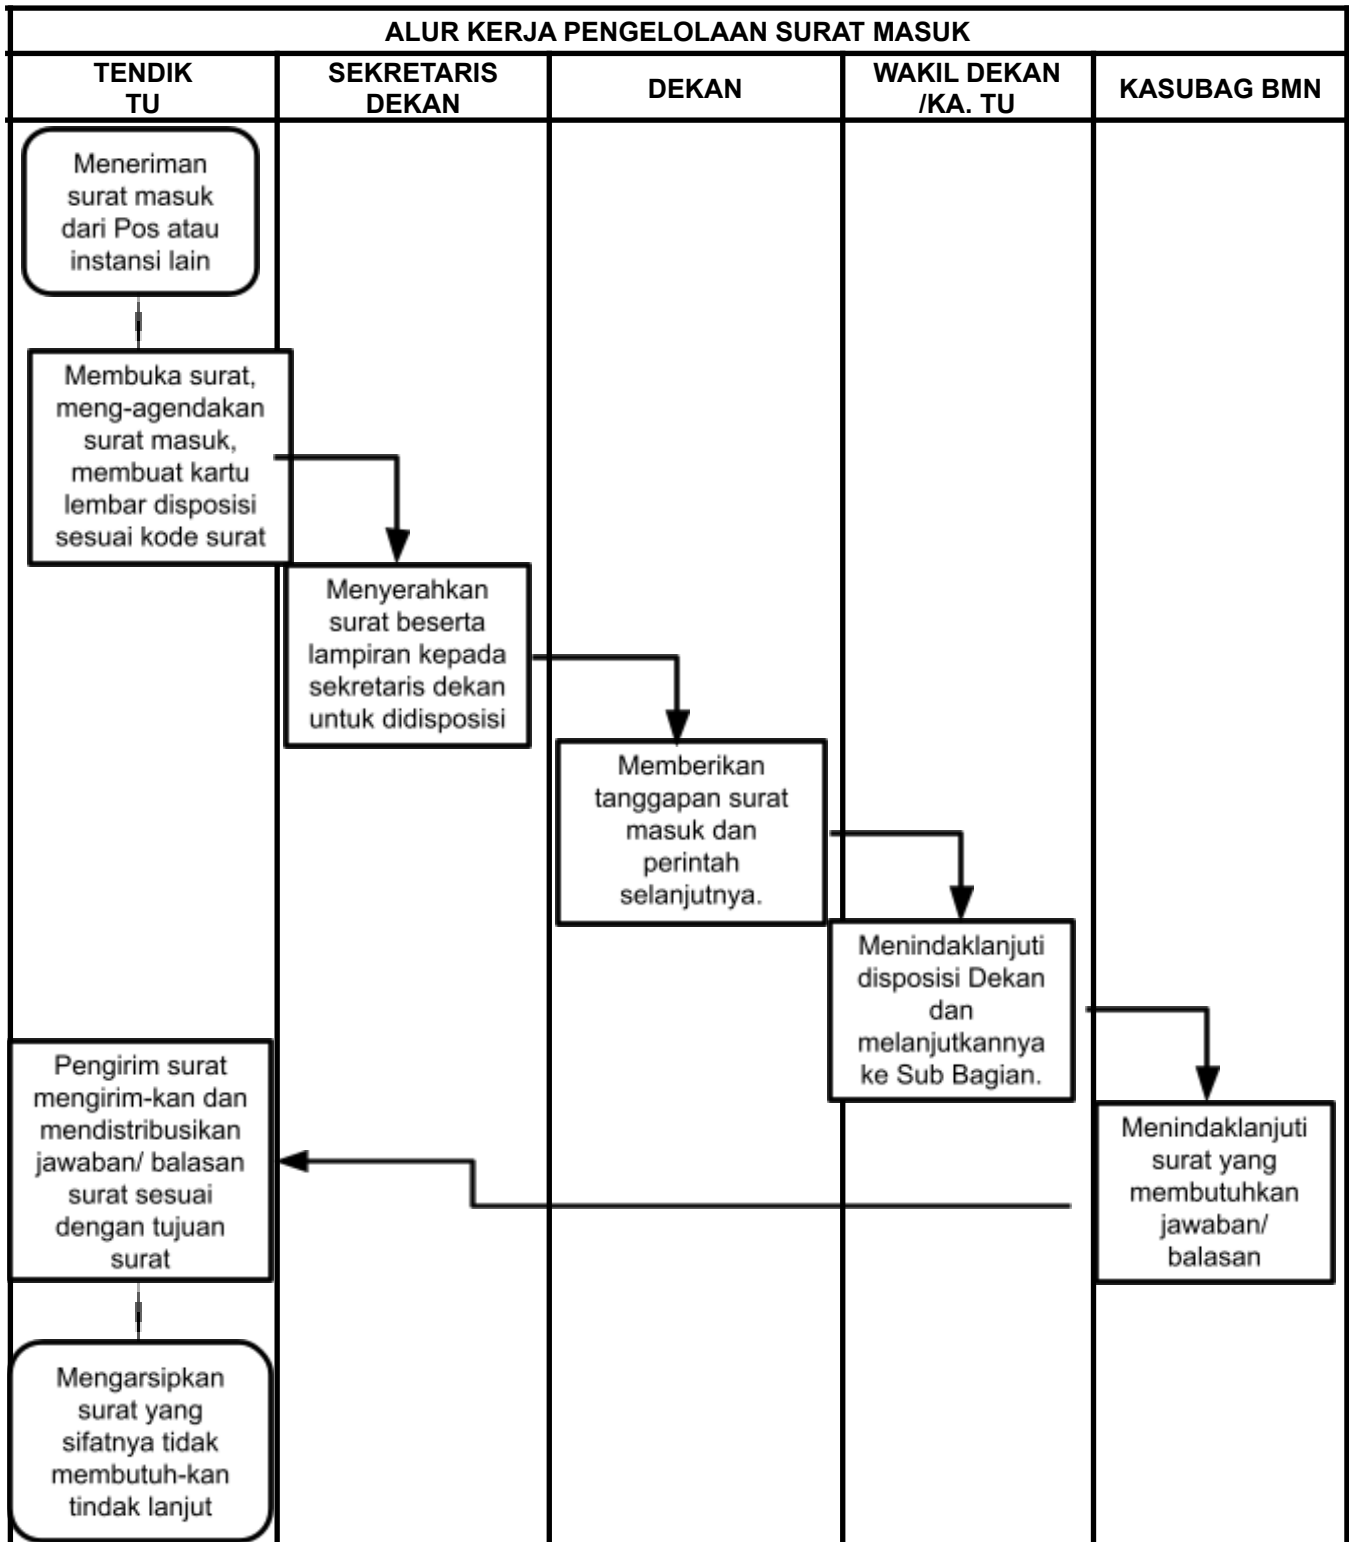 ALUR KERJA PENGELOLAAN SURAT MASUK
TENDIK
TU
SEKRETARIS
DEKAN
DEKAN
WAKIL DEKAN
/KA. TU
KASUBAG BMN
Meneriman
surat masuk
dari Pos atau
instansi lain
Membuka surat,
meng-agendakan
surat masuk,
membuat kartu
lembar disposisi
sesuai kode surat
Menyerahkan
surat beserta
lampiran kepada
sekretaris dekan
untuk didisposisi
Memberikan
tanggapan surat
masuk dan
perintah
selanjutnya.
Menindaklanjuti
disposisi Dekan
dan
melanjutkannya
ke Sub Bagian.
Menindaklanjuti
surat yang
membutuhkan
jawaban/
balasan
Pengirim surat
mengirim-kan dan
mendistribusikan
jawaban/ balasan
surat sesuai
dengan tujuan
surat
Mengarsipkan
surat yang
sifatnya tidak
membutuh-kan
tindak lanjut